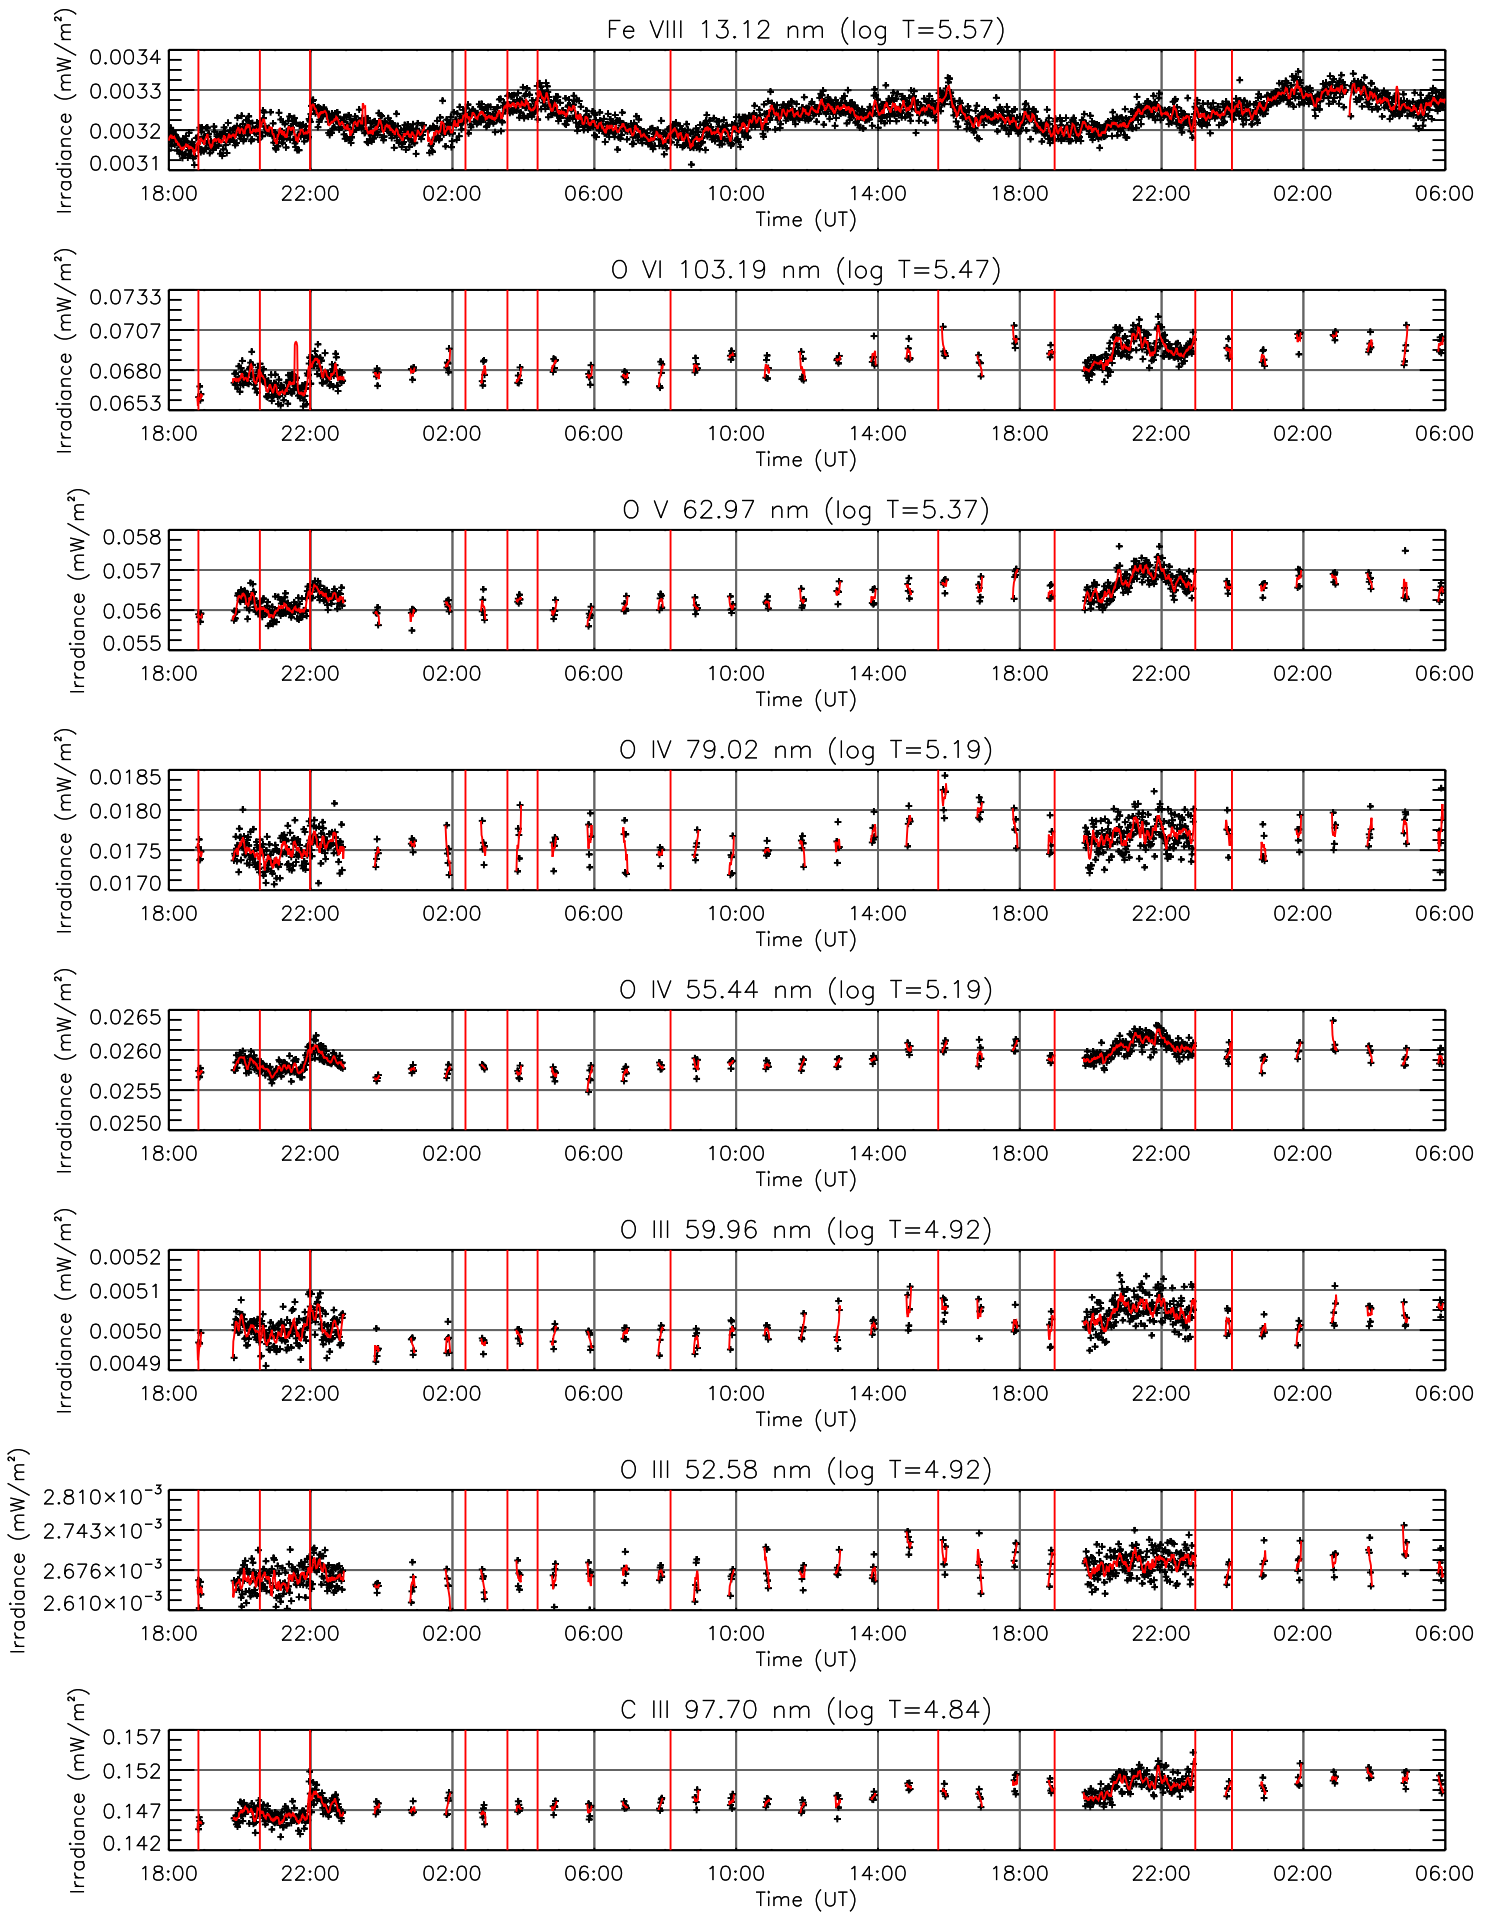 Fe VIII 13.12 nm (log T=5.57)
Irradiance (mW/m²)
0.0034
0.0033
0.0032
0.0031
18:00 22:00 02:00 06:00 10:00 14:00 18:00 22:00 02:00 06:00
Time (UT)
O VI 103.19 nm (log T=5.47)
Irradiance (mW/m²)
0.0733
0.0707
0.0680
0.0653
18:00 22:00 02:00 06:00 10:00 14:00 18:00 22:00 02:00 06:00
Time (UT)
O V 62.97 nm (log T=5.37)
Irradiance (mW/m²)
0.058
0.057
0.056
0.055
18:00 22:00 02:00 06:00 10:00 14:00 18:00 22:00 02:00 06:00
Time (UT)
O IV 79.02 nm (log T=5.19)
Irradiance (mW/m²)
0.0185
0.0180
0.0175
0.0170
18:00 22:00 02:00 06:00 10:00 14:00 18:00 22:00 02:00 06:00
Time (UT)
O IV 55.44 nm (log T=5.19)
Irradiance (mW/m²)
0.0265
0.0260
0.0255
0.0250
18:00 22:00 02:00 06:00 10:00 14:00 18:00 22:00 02:00 06:00
Time (UT)
O III 59.96 nm (log T=4.92)
Irradiance (mW/m²)
0.0052
0.0051
0.0050
0.0049
18:00 22:00 02:00 06:00 10:00 14:00 18:00 22:00 02:00 06:00
Time (UT)
O III 52.58 nm (log T=4.92)
Irradiance (mW/m²)
2.810×10⁻³
2.743×10⁻³
2.676×10⁻³
2.610×10⁻³
18:00 22:00 02:00 06:00 10:00 14:00 18:00 22:00 02:00 06:00
Time (UT)
C III 97.70 nm (log T=4.84)
Irradiance (mW/m²)
0.157
0.152
0.147
0.142
18:00 22:00 02:00 06:00 10:00 14:00 18:00 22:00 02:00 06:00
Time (UT)